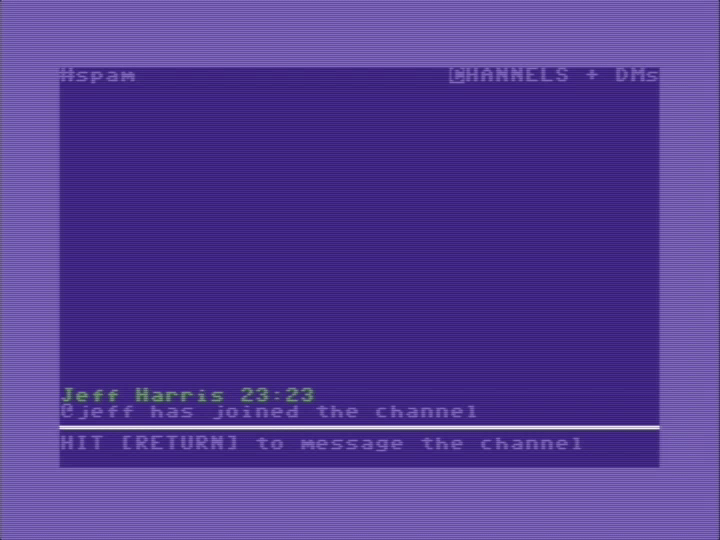 #spam CHANNELS + DMs
Jeff Harris 23:23
@jeff has joined the channel
HIT [RETURN] to message the channel